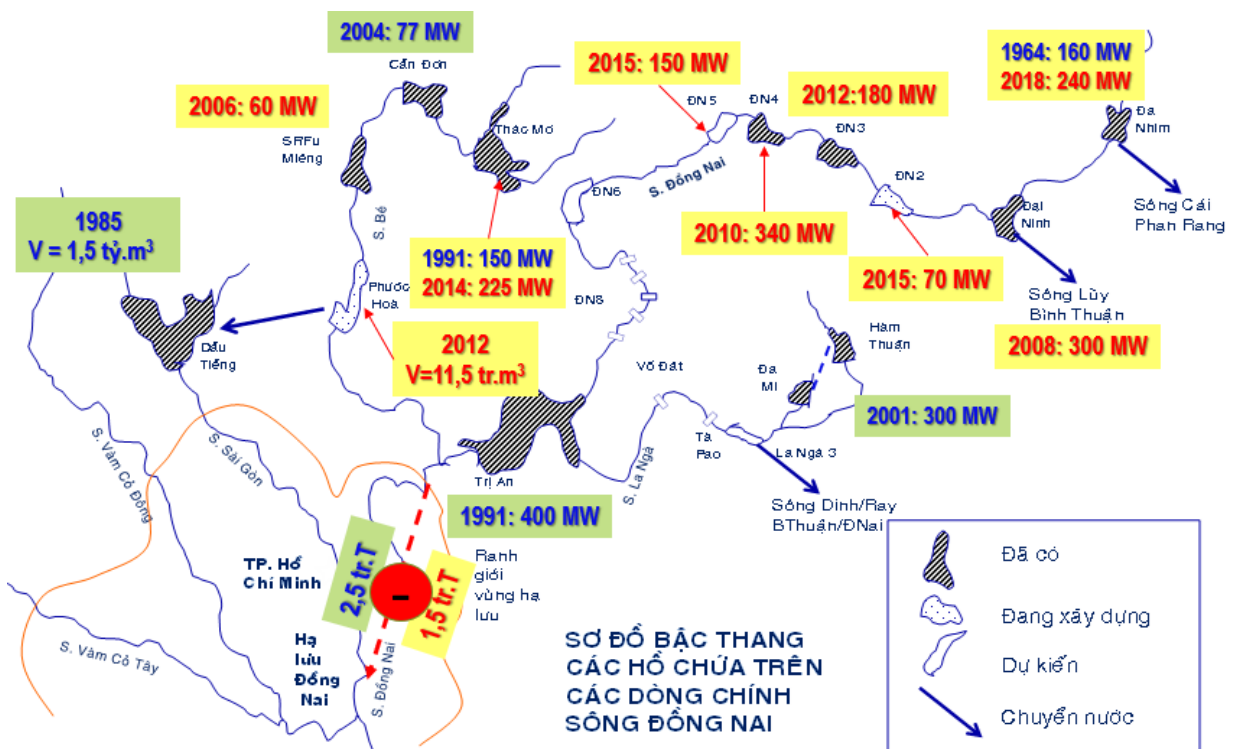 2004: 77 MW
Cần Đơn
2006: 60 MW
SRFu
Miêng
Thác Mơ
2015: 150 MW
ĐN5
ĐN4
2012:180 MW
ĐN3
1964: 160 MW
2018: 240 MW
Đa
Nhim
ĐN2
ĐN6
S. Đồng Nai
Đại
Ninh
Sông Cái
Phan Rang
1985
V = 1,5 tỷ.m³
S. Bé
1991: 150 MW
2014: 225 MW
2010: 340 MW
2015: 70 MW
ĐN8
Phước
Hoà
Sông Lũy
Bình Thuận
2008: 300 MW
Dầu
Tiếng
2012
V=11,5 tr.m³
Hàm
Thuận
Võ Đắt
Đa
Mi
2001: 300 MW
Tà
Pao
La Ngà 3
S. La Ngà
S. Vàm Cỏ Đông
S. Sài Gòn
Trị An
1991: 400 MW
Sông Dinh/Ray
BThuận/ĐNai
TP. Hồ
Chí Minh
2,5 tr.T
-
1,5 tr.T
Ranh
giới
vùng hạ
lưu
S. Vàm Cỏ Tây
Hạ
lưu
Đồng
Nai
S. Đồng Nai
SƠ ĐỒ BẬC THANG
CÁC HỒ CHỨA TRÊN
CÁC DÒNG CHÍNH
SÔNG ĐỒNG NAI
Đã có
Đang xây dựng
Dự kiến
Chuyển nước